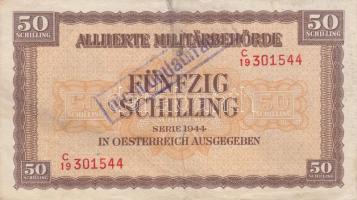 50 50
SCHILLING SCHILLING
ALLIIERTE MILITÄRBEHÖRDE
C/19 301544
FÜNFZIG
SCHILLING
SERIE 1944
IN OESTERREICH AUSGEGEBEN
C/19 301544
50 50
SCHILLING SCHILLING